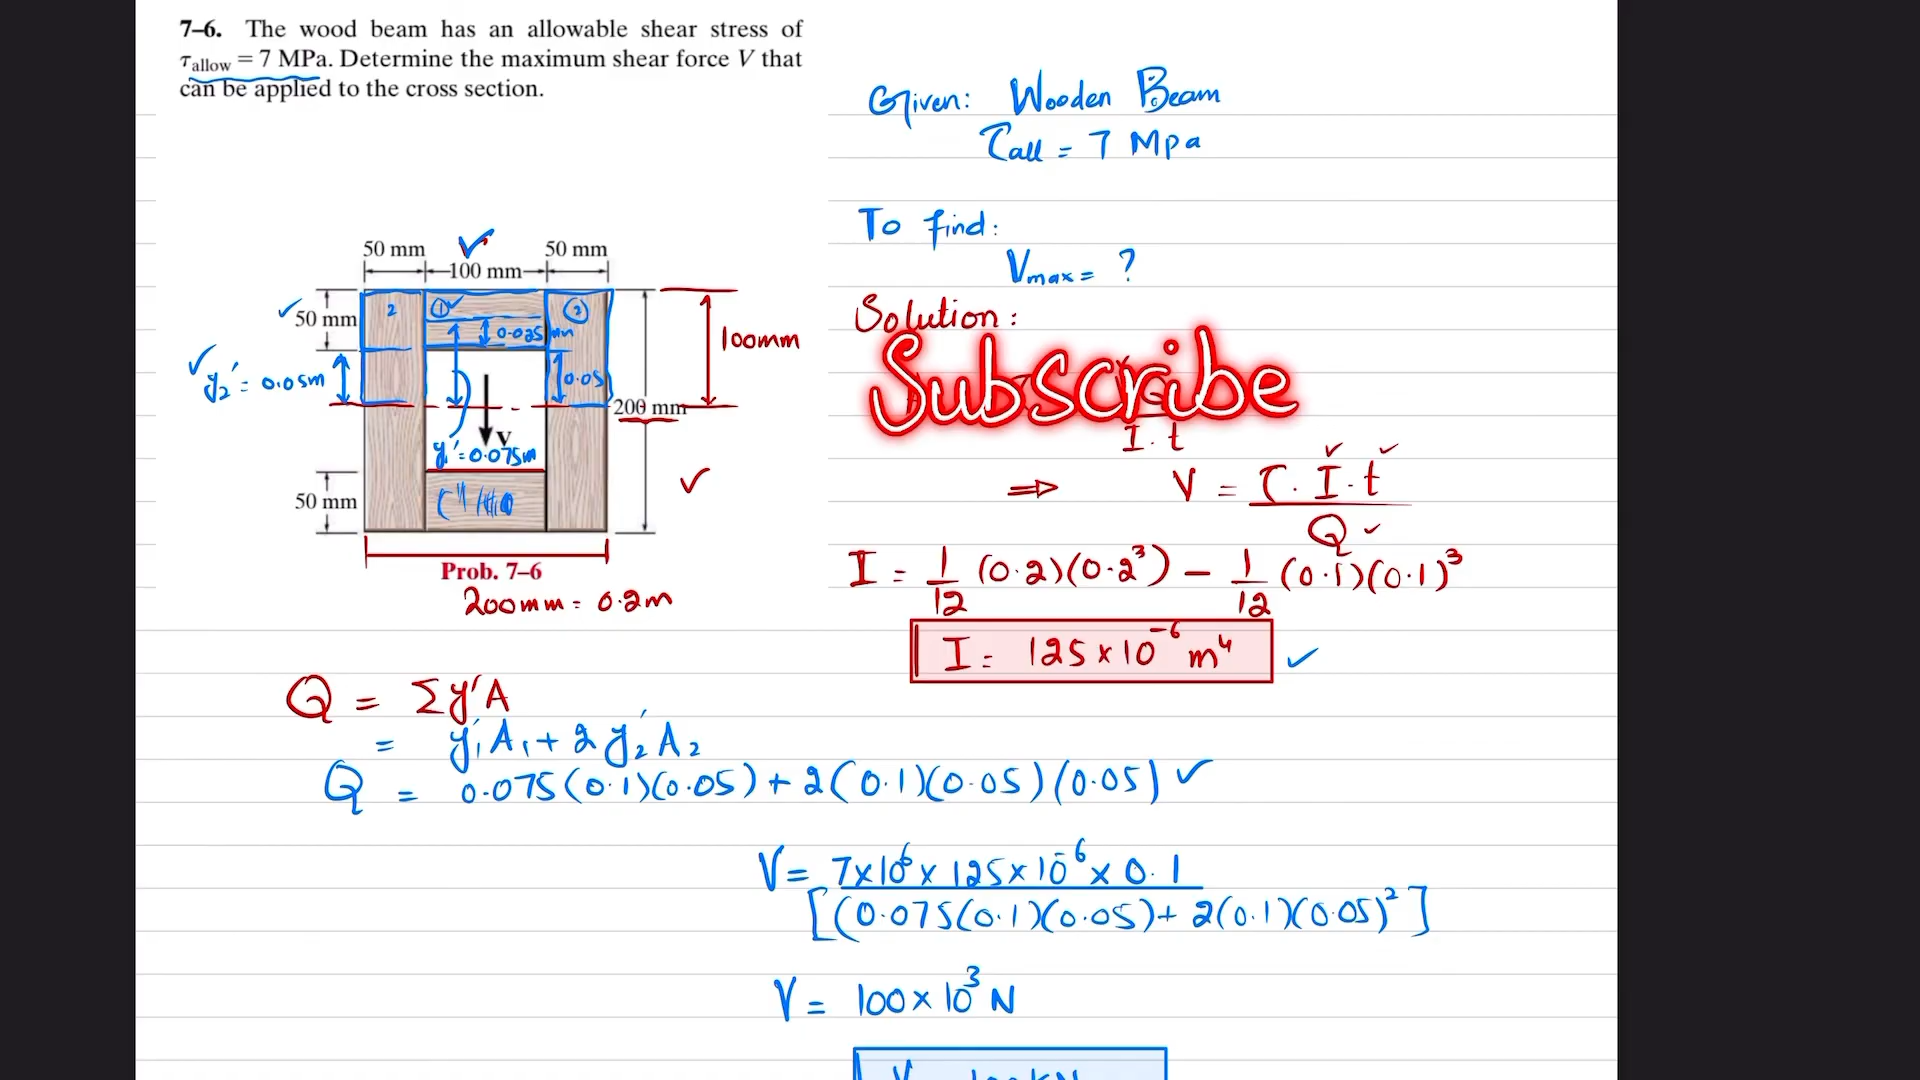 7–6. The wood beam has an allowable shear stress of
τallow = 7 MPa. Determine the maximum shear force V that
can be applied to the cross section.
Given: Wooden Beam
τall = 7 Mpa
To find:
Vmax = ?
Solution:
Subscribe
I.t
⇒ V = τ.I.t
Q
I = 1/12 (0.2)(0.2³) − 1/12 (0.1)(0.1)³
I = 125×10⁻⁶ m⁴
50 mm
50 mm
100 mm
50 mm
2
①
②
0.025
100mm
y₂' = 0.05m
0.05
200 mm
V
y₁' = 0.075m
50 mm
Prob. 7–6
200mm = 0.2m
Q = Σy'A
= y₁'A₁ + 2y₂'A₂
Q = 0.075(0.1)(0.05) + 2(0.1)(0.05)(0.05)
V = 7×10⁶ × 125×10⁻⁶ × 0.1
[(0.075(0.1)(0.05) + 2(0.1)(0.05)²]
V = 100×10³ N